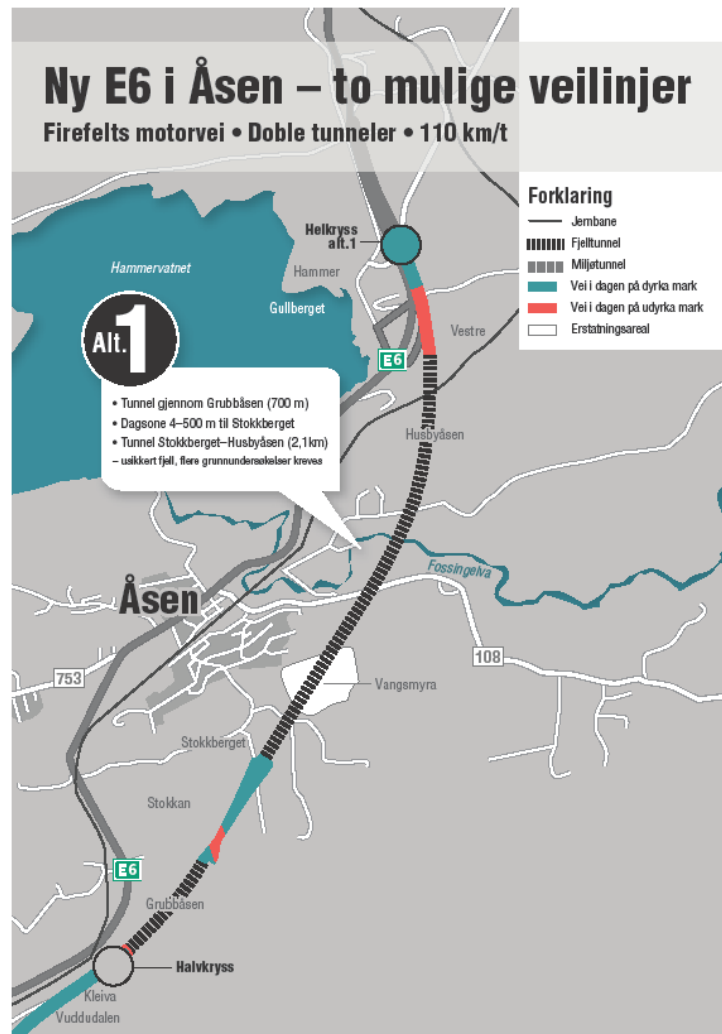 Ny E6 i Åsen – to mulige veilinjer
Firefelts motorvei • Doble tunneler • 110 km/t
Forklaring
Jernbane
Fjelltunnel
Miljøtunnel
Vei i dagen på dyrka mark
Vei i dagen på udyrka mark
Erstatningsareal
Helkryss
alt.1
Hammervatnet
Hammer
Gullberget
Vestre
Alt. 1
E6
• Tunnel gjennom Grubbåsen (700 m)
• Dagsone 4–500 m til Stokkberget
• Tunnel Stokkberget–Husbyåsen (2,1km)
– usikkert fjell, flere grunnundersøkelser kreves
Husbyåsen
Fossingelva
Åsen
108
753
Vangsmyra
Stokkberget
Stokkan
E6
Grubbåsen
Halvkryss
Kleiva
Vuddudalen